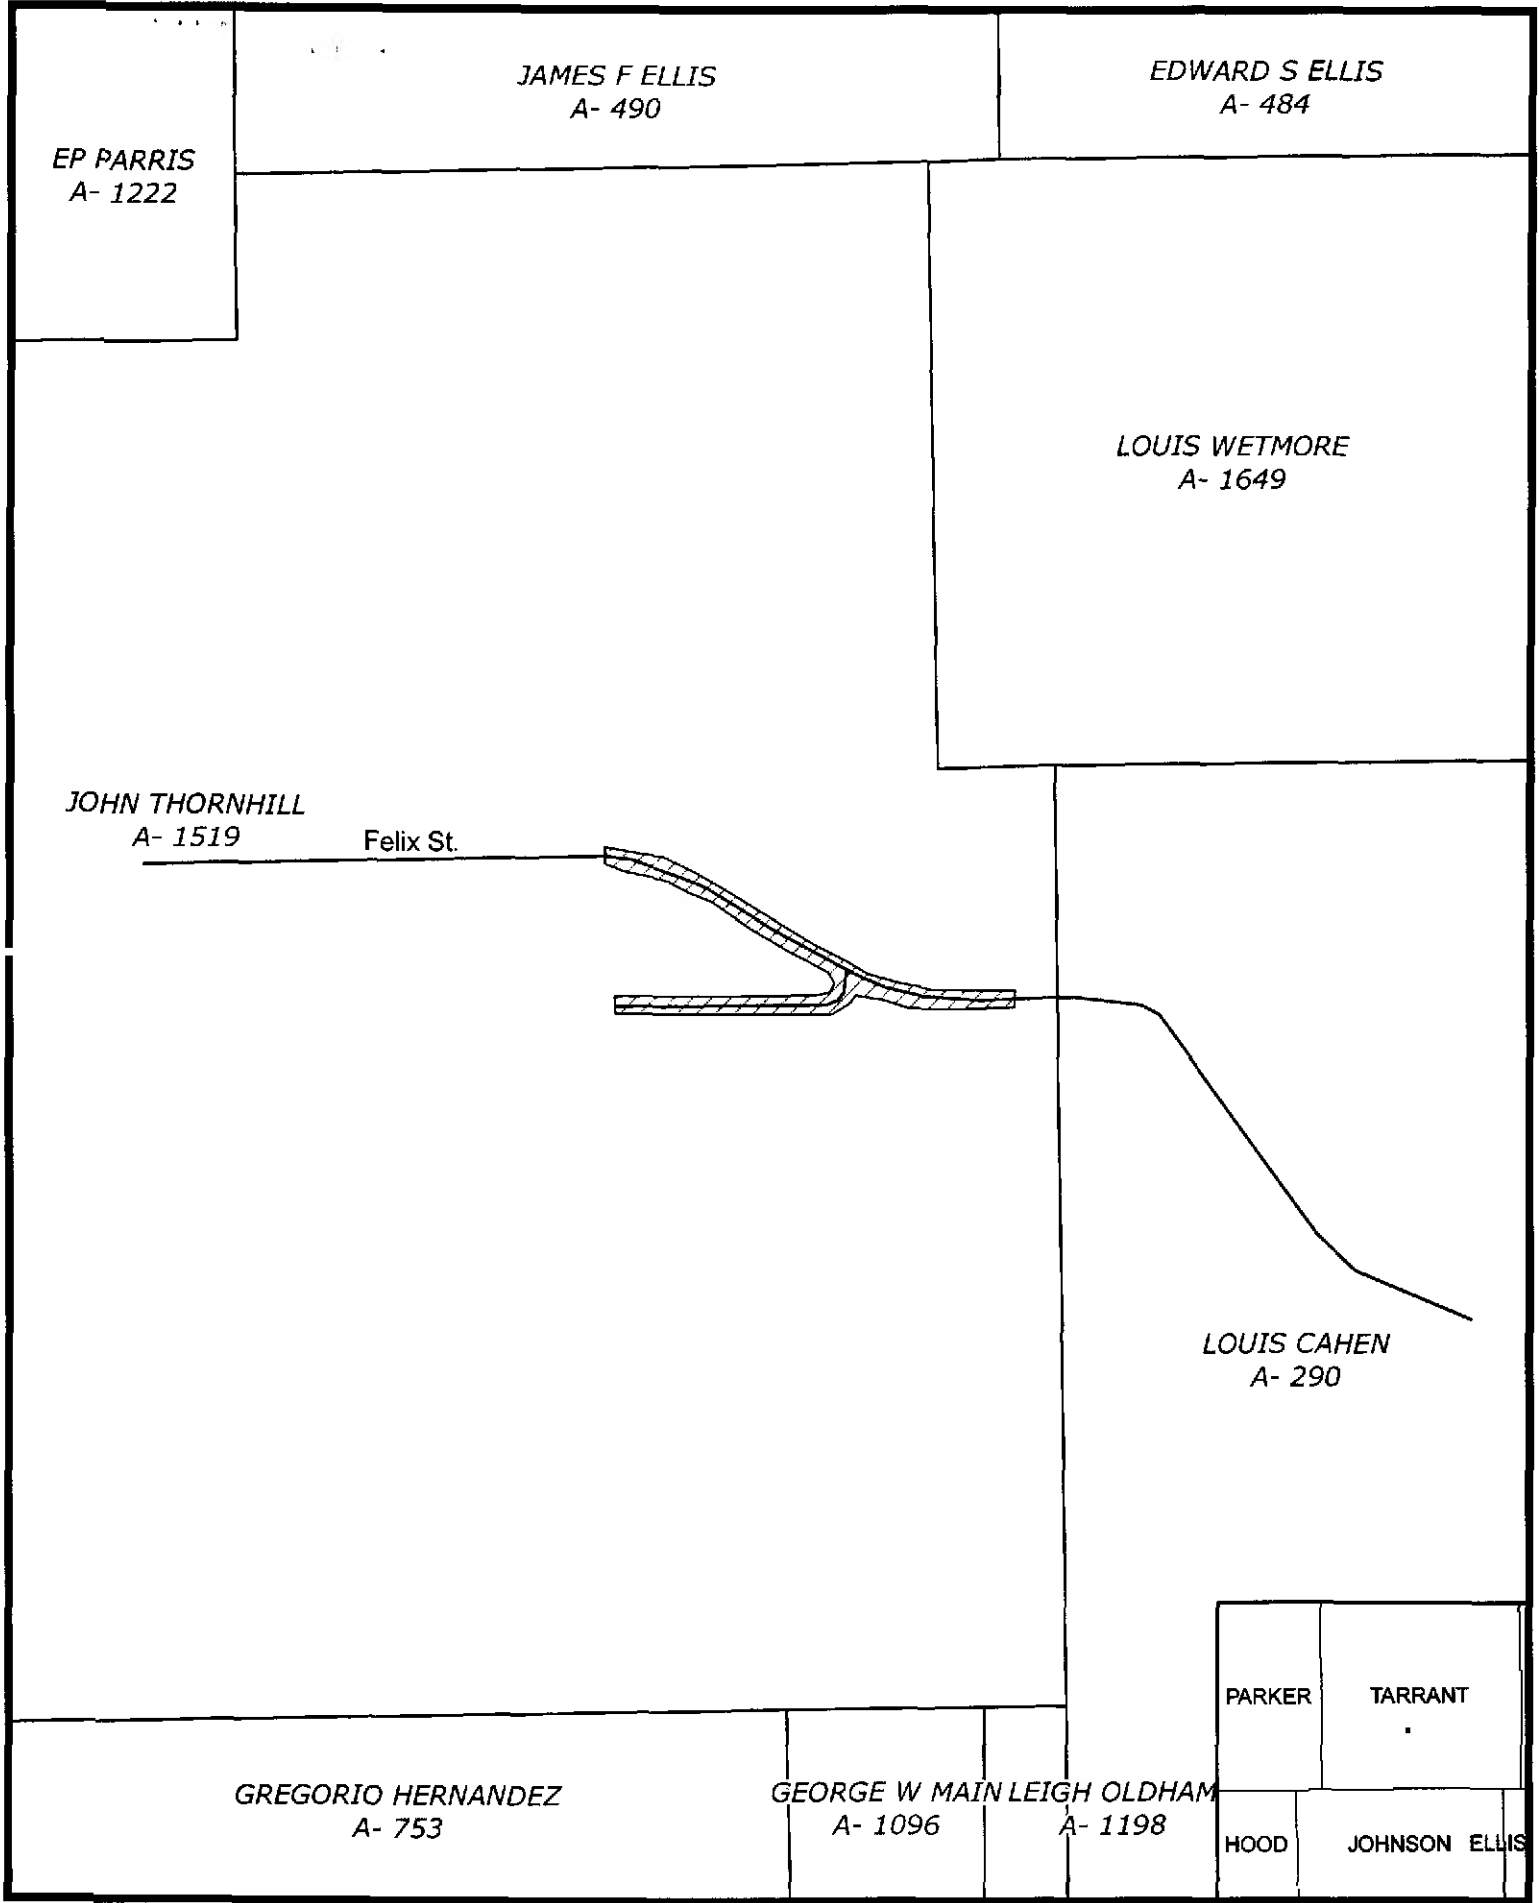 JAMES F ELLIS
A- 490
EDWARD S ELLIS
A- 484
EP PARRIS
A- 1222
LOUIS WETMORE
A- 1649
JOHN THORNHILL
A- 1519
Felix St.
LOUIS CAHEN
A- 290
PARKER
TARRANT
GREGORIO HERNANDEZ
A- 753
GEORGE W MAIN
A- 1096
LEIGH OLDHAM
A- 1198
HOOD
JOHNSON
ELLIS